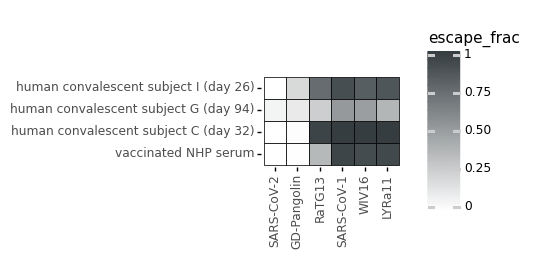 escape_frac
1
0.75
0.50
0.25
0
human convalescent subject I (day 26)
human convalescent subject G (day 94)
human convalescent subject C (day 32)
vaccinated NHP serum
SARS-CoV-2
GD-Pangolin
RaTG13
SARS-CoV-1
WIV16
LYRa11